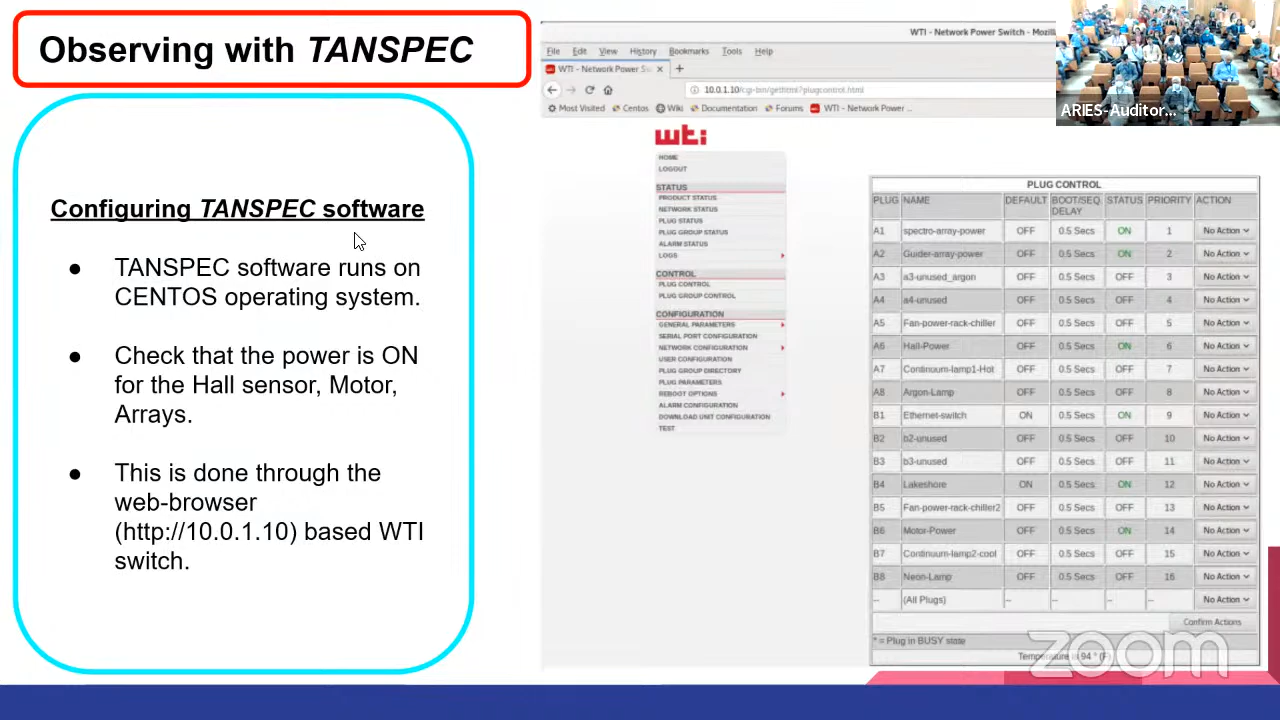 Observing with TANSPEC
Configuring TANSPEC software
● TANSPEC software runs on
CENTOS operating system.
● Check that the power is ON
for the Hall sensor, Motor,
Arrays.
● This is done through the
web-browser
(http://10.0.1.10) based WTI
switch.
WTI - Network Power Switch - Mozill
File Edit View History Bookmarks Tools Help
WTI - Network Power Sw × +
10.0.1.10/cgi-bin/gethtml?plugcontrol.html
Most Visited Centos Wiki Documentation Forums WTI - Network Power ...
wti
HOME
LOGOUT
STATUS
PRODUCT STATUS
NETWORK STATUS
PLUG STATUS
PLUG GROUP STATUS
ALARM STATUS
LOGS
CONTROL
PLUG CONTROL
PLUG GROUP CONTROL
CONFIGURATION
GENERAL PARAMETERS
SERIAL PORT CONFIGURATION
NETWORK CONFIGURATION
USER CONFIGURATION
PLUG GROUP DIRECTORY
PLUG PARAMETERS
REBOOT OPTIONS
ALARM CONFIGURATION
DOWNLOAD UNIT CONFIGURATION
TEST
PLUG CONTROL
PLUG NAME DEFAULT BOOT/SEQ. DELAY STATUS PRIORITY ACTION
A1 spectro-array-power OFF 0.5 Secs ON 1 No Action
A2 Guider-array-power OFF 0.5 Secs ON 2 No Action
A3 a3-unused_argon OFF 0.5 Secs OFF 3 No Action
A4 a4-unused OFF 0.5 Secs OFF 4 No Action
A5 Fan-power-rack-chiller OFF 0.5 Secs OFF 5 No Action
A6 Hall-Power OFF 0.5 Secs ON 6 No Action
A7 Continuum-lamp1-Hot OFF 0.5 Secs OFF 7 No Action
A8 Argon-Lamp OFF 0.5 Secs OFF 8 No Action
B1 Ethernet-switch ON 0.5 Secs ON 9 No Action
B2 b2-unused OFF 0.5 Secs OFF 10 No Action
B3 b3-unused OFF 0.5 Secs OFF 11 No Action
B4 Lakeshore ON 0.5 Secs ON 12 No Action
B5 Fan-power-rack-chiller2 OFF 0.5 Secs OFF 13 No Action
B6 Motor-Power OFF 0.5 Secs ON 14 No Action
B7 Continuum-lamp2-cool OFF 0.5 Secs OFF 15 No Action
B8 Neon-Lamp OFF 0.5 Secs OFF 16 No Action
-- (All Plugs) -- -- -- -- No Action
Confirm Actions
* = Plug in BUSY state
Temperature is 94 ° (F)
ARIES-Auditor...
zoom